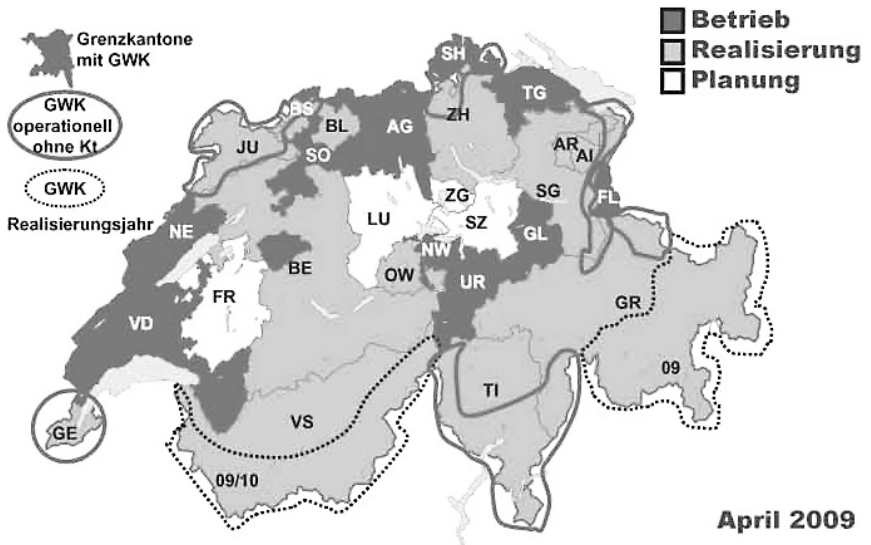 Grenzkantone
mit GWK
GWK
operationell
ohne Kt
GWK
Realisierungsjahr
Betrieb
Realisierung
Planung
SH
TG
BS
BL
AG
ZH
JU
SO
AR
AI
ZG
SG
FL
LU
SZ
NE
NW
GL
BE
OW
UR
FR
GR
VD
09
TI
VS
GE
09/10
April 2009